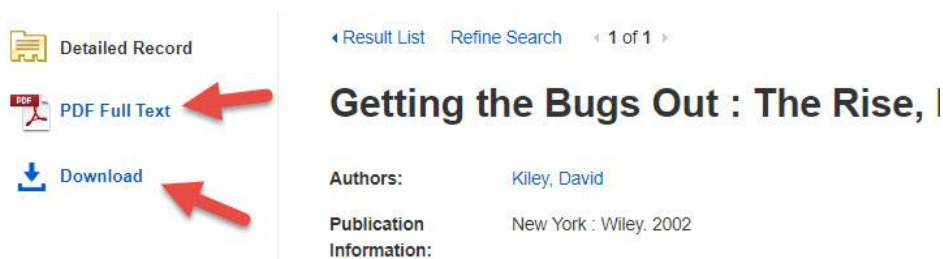 Detailed Record
PDF
PDF Full Text
Download
Result List Refine Search 1 of 1
Getting the Bugs Out : The Rise,
Authors: Kiley, David
Publication New York : Wiley. 2002
Information: